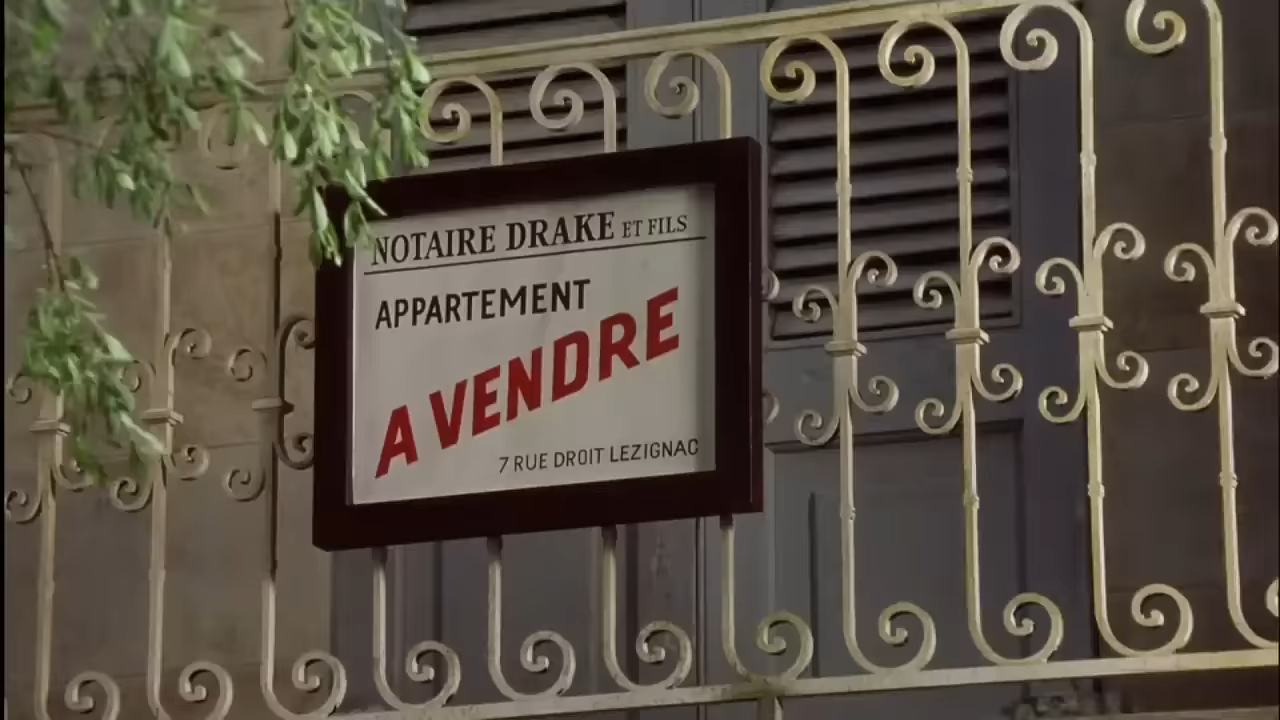 NOTAIRE DRAKE ET FILS
APPARTEMENT
A VENDRE
7 RUE DROIT LEZIGNAC